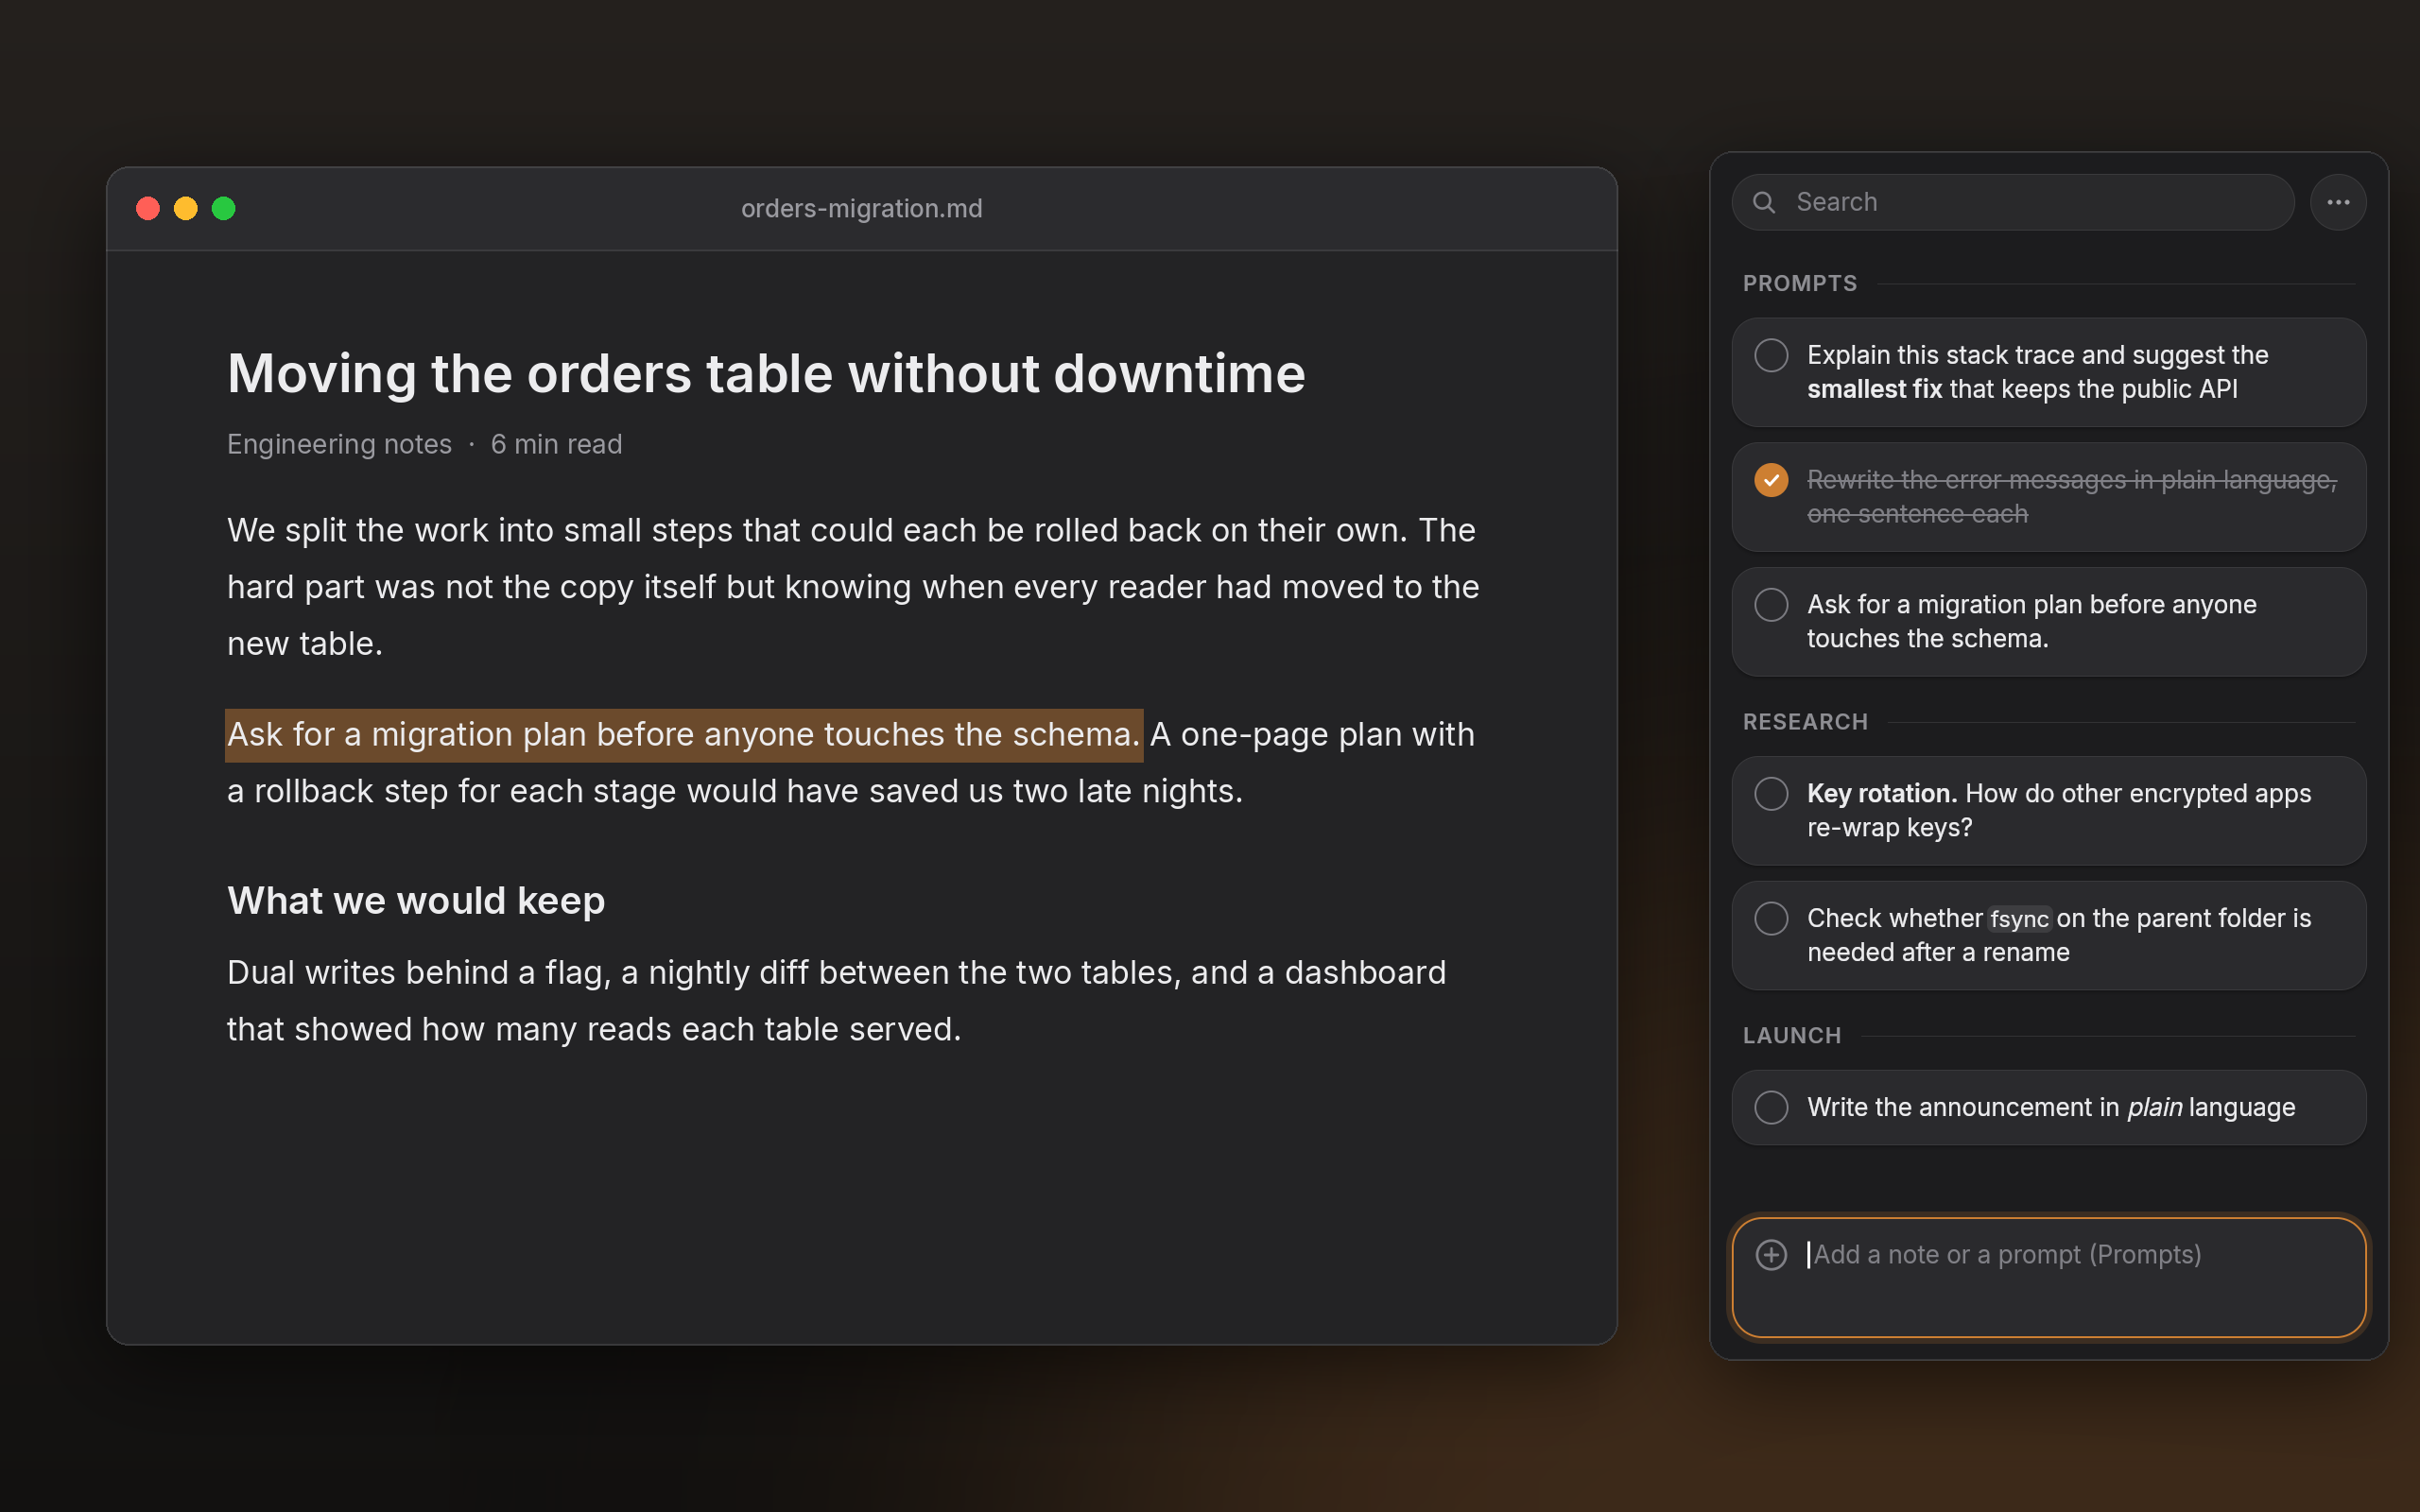 orders-migration.md
Moving the orders table without downtime
Engineering notes · 6 min read
We split the work into small steps that could each be rolled back on their own. The
hard part was not the copy itself but knowing when every reader had moved to the
new table.
Ask for a migration plan before anyone touches the schema. A one-page plan with
a rollback step for each stage would have saved us two late nights.
What we would keep
Dual writes behind a flag, a nightly diff between the two tables, and a dashboard
that showed how many reads each table served.
Search
PROMPTS
Explain this stack trace and suggest the
smallest fix that keeps the public API
Rewrite the error messages in plain language,
one sentence each
Ask for a migration plan before anyone
touches the schema.
RESEARCH
Key rotation. How do other encrypted apps
re-wrap keys?
Check whether fsync on the parent folder is
needed after a rename
LAUNCH
Write the announcement in plain language
Add a note or a prompt (Prompts)